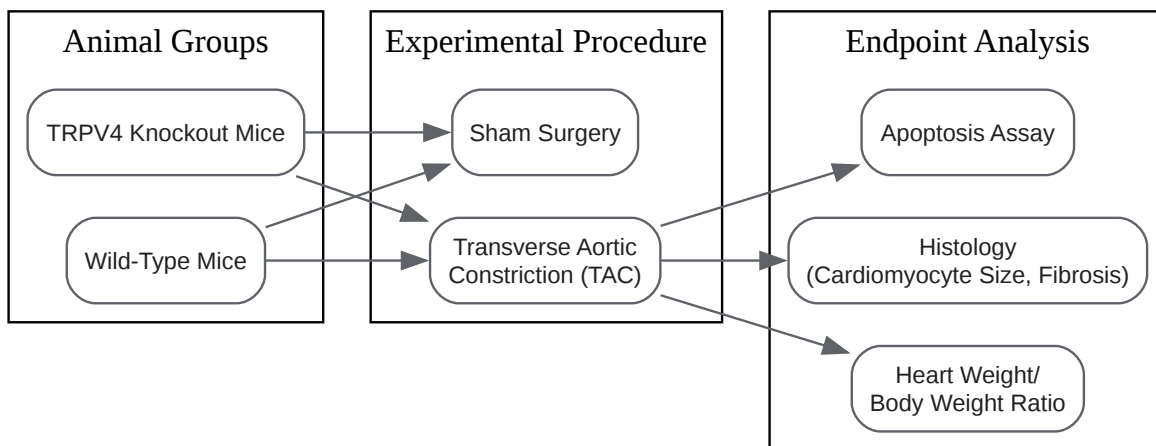 Animal Groups
TRPV4 Knockout Mice
Wild-Type Mice
Experimental Procedure
Sham Surgery
Transverse Aortic
Constriction (TAC)
Endpoint Analysis
Apoptosis Assay
Histology
(Cardiomyocyte Size, Fibrosis)
Heart Weight/
Body Weight Ratio